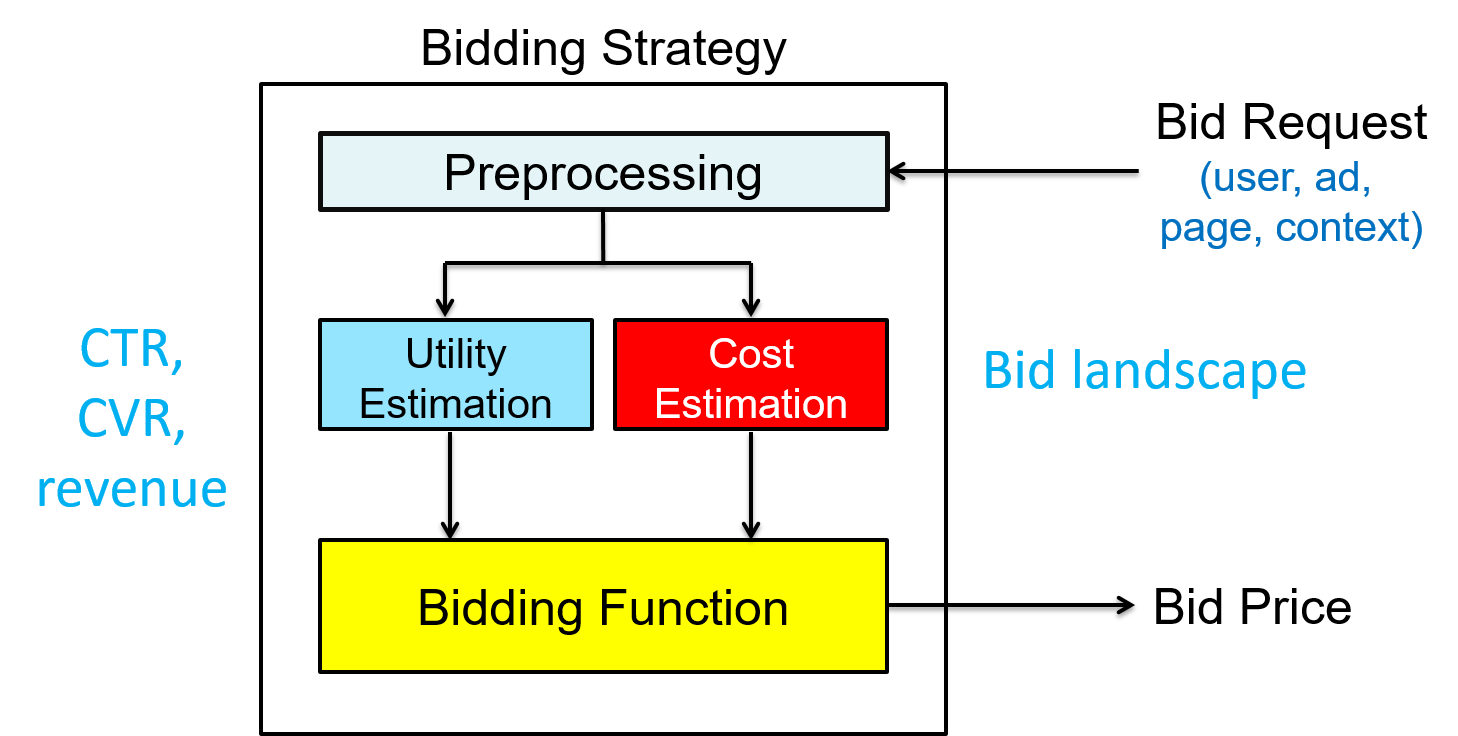 Bidding Strategy
Preprocessing
Bid Request
(user, ad,
page, context)
CTR,
CVR,
revenue
Utility
Estimation
Cost
Estimation
Bid landscape
Bidding Function
Bid Price